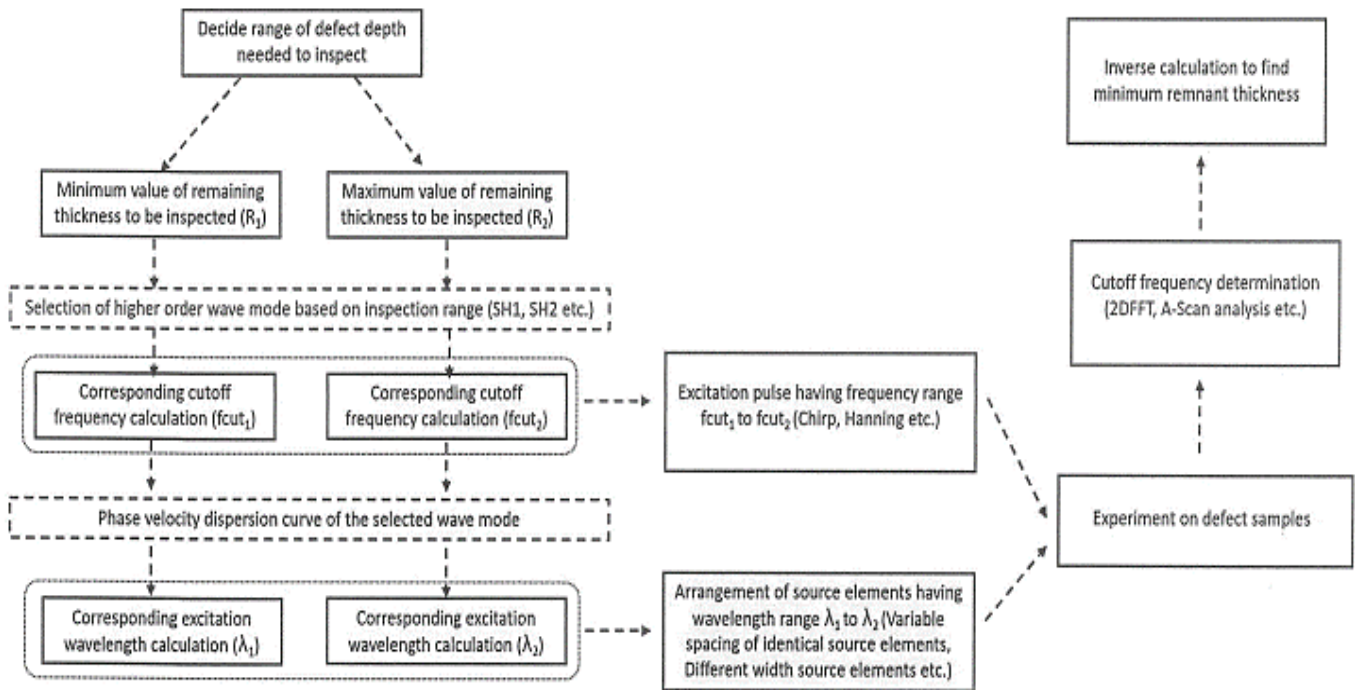 Decide range of defect depth
needed to inspect
Minimum value of remaining
thickness to be inspected (R₁)
Maximum value of remaining
thickness to be inspected (R₂)
Selection of higher order wave mode based on inspection range (SH1, SH2 etc.)
Corresponding cutoff
frequency calculation (fcut₁)
Corresponding cutoff
frequency calculation (fcut₂)
Phase velocity dispersion curve of the selected wave mode
Corresponding excitation
wavelength calculation (λ₁)
Corresponding excitation
wavelength calculation (λ₂)
Excitation pulse having frequency range
fcut₁ to fcut₂ (Chirp, Hanning etc.)
Arrangement of source elements having
wavelength range λ₁ to λ₂ (Variable
spacing of identical source elements,
Different width source elements etc.)
Experiment on defect samples
Cutoff frequency determination
(2DFFT, A-Scan analysis etc.)
Inverse calculation to find
minimum remnant thickness